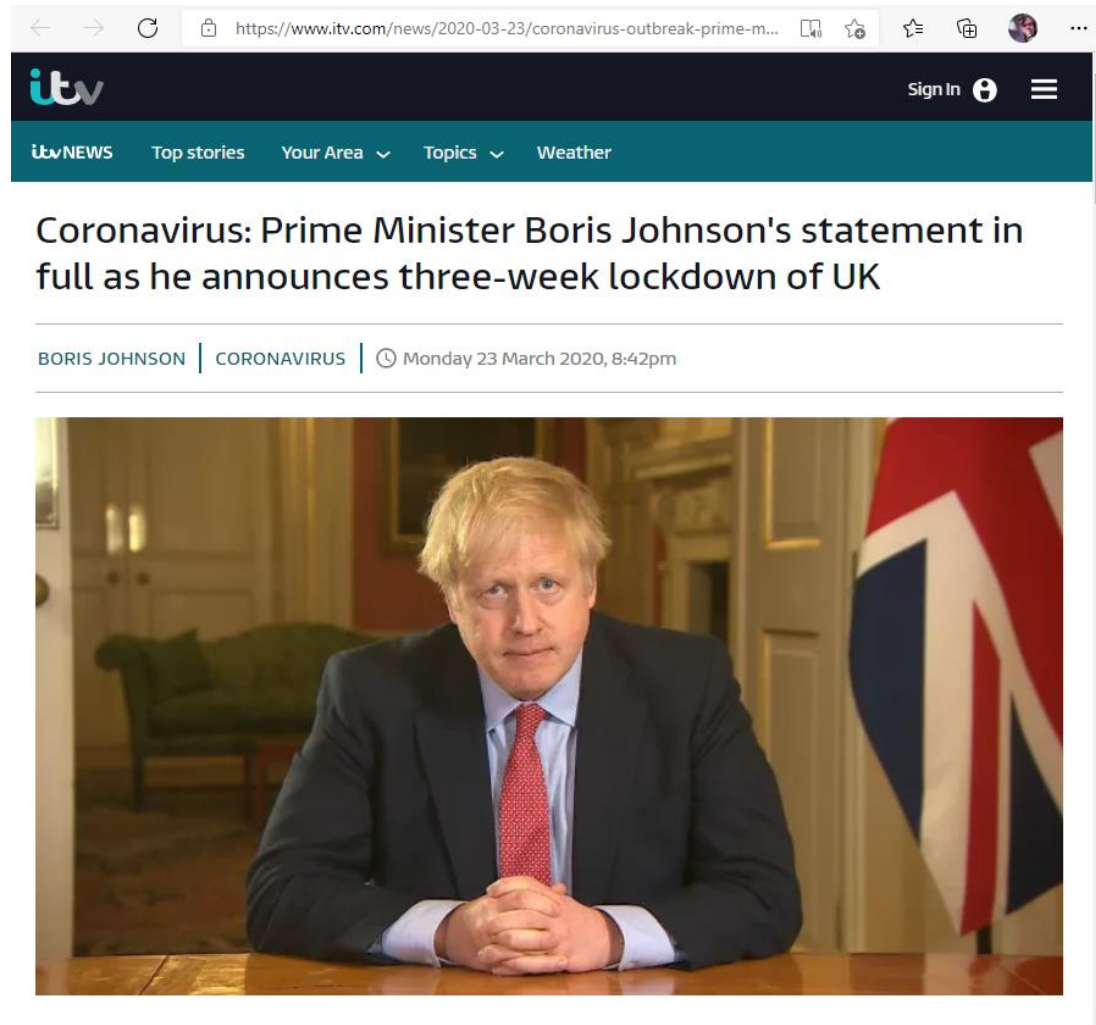 https://www.itv.com/news/2020-03-23/coronavirus-outbreak-prime-m...
itv
Sign In
itv NEWS Top stories Your Area Topics Weather
Coronavirus: Prime Minister Boris Johnson's statement in
full as he announces three-week lockdown of UK
BORIS JOHNSON CORONAVIRUS Monday 23 March 2020, 8:42pm